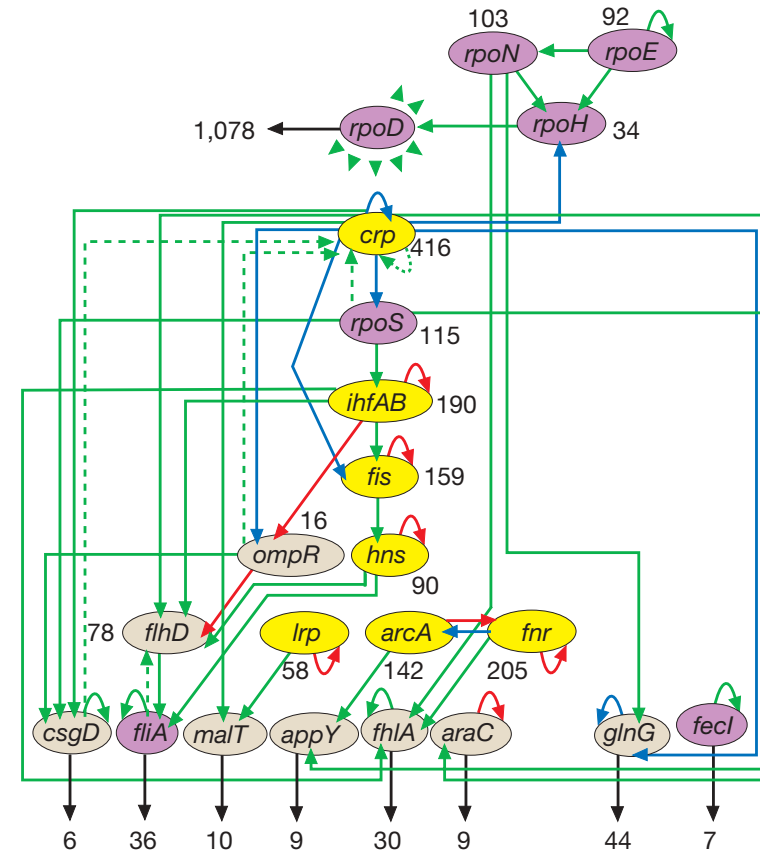 103
92
rpoN
rpoE
1,078
rpoD
rpoH
34
crp
416
rpoS
115
ihfAB
190
fis
159
16
ompR
hns
90
78
flhD
lrp
arcA
fnr
58
142
205
csgD
fliA
malT
appY
fhlA
araC
glnG
fecI
6
36
10
9
30
9
44
7